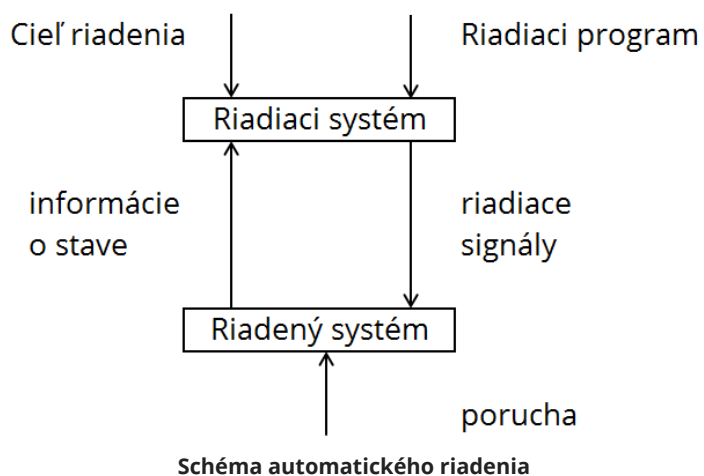 Cieľ riadenia
Riadiaci program
Riadiaci systém
informácie
o stave
riadiace
signály
Riadený systém
porucha
Schéma automatického riadenia